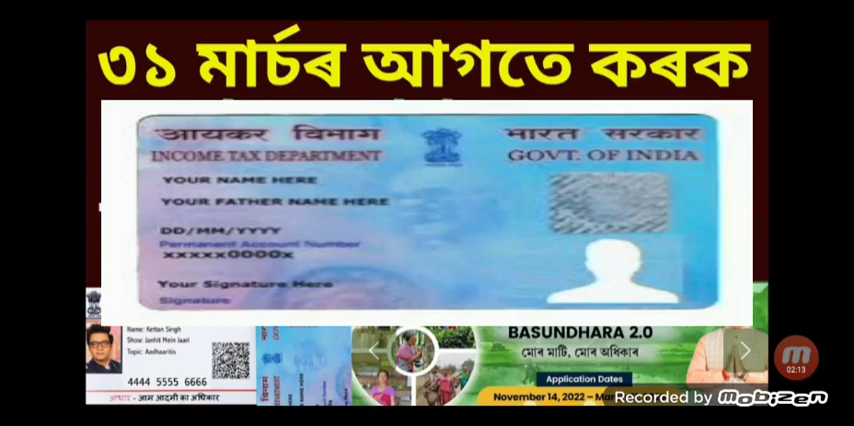 ৩১ মাৰ্চৰ আগতে কৰক
आयकर विभाग
भारत सरकार
INCOME TAX DEPARTMENT
GOVT. OF INDIA
YOUR NAME HERE
YOUR FATHER NAME HERE
DD/MM/YYYY
Permanent Account Number
xxxxx0000x
Your Signature Here
Signature
Name: Kettan Singh
Show: Janhit Mein Jaari
Topic: Aadhaaritis
4444 5555 6666
आधार - आम आदमी का अधिकार
BASUNDHARA 2.0
মোৰ মাটি, মোৰ অধিকাৰ
Application Dates
November 14, 2022 –
02:13
Recorded by mobizen